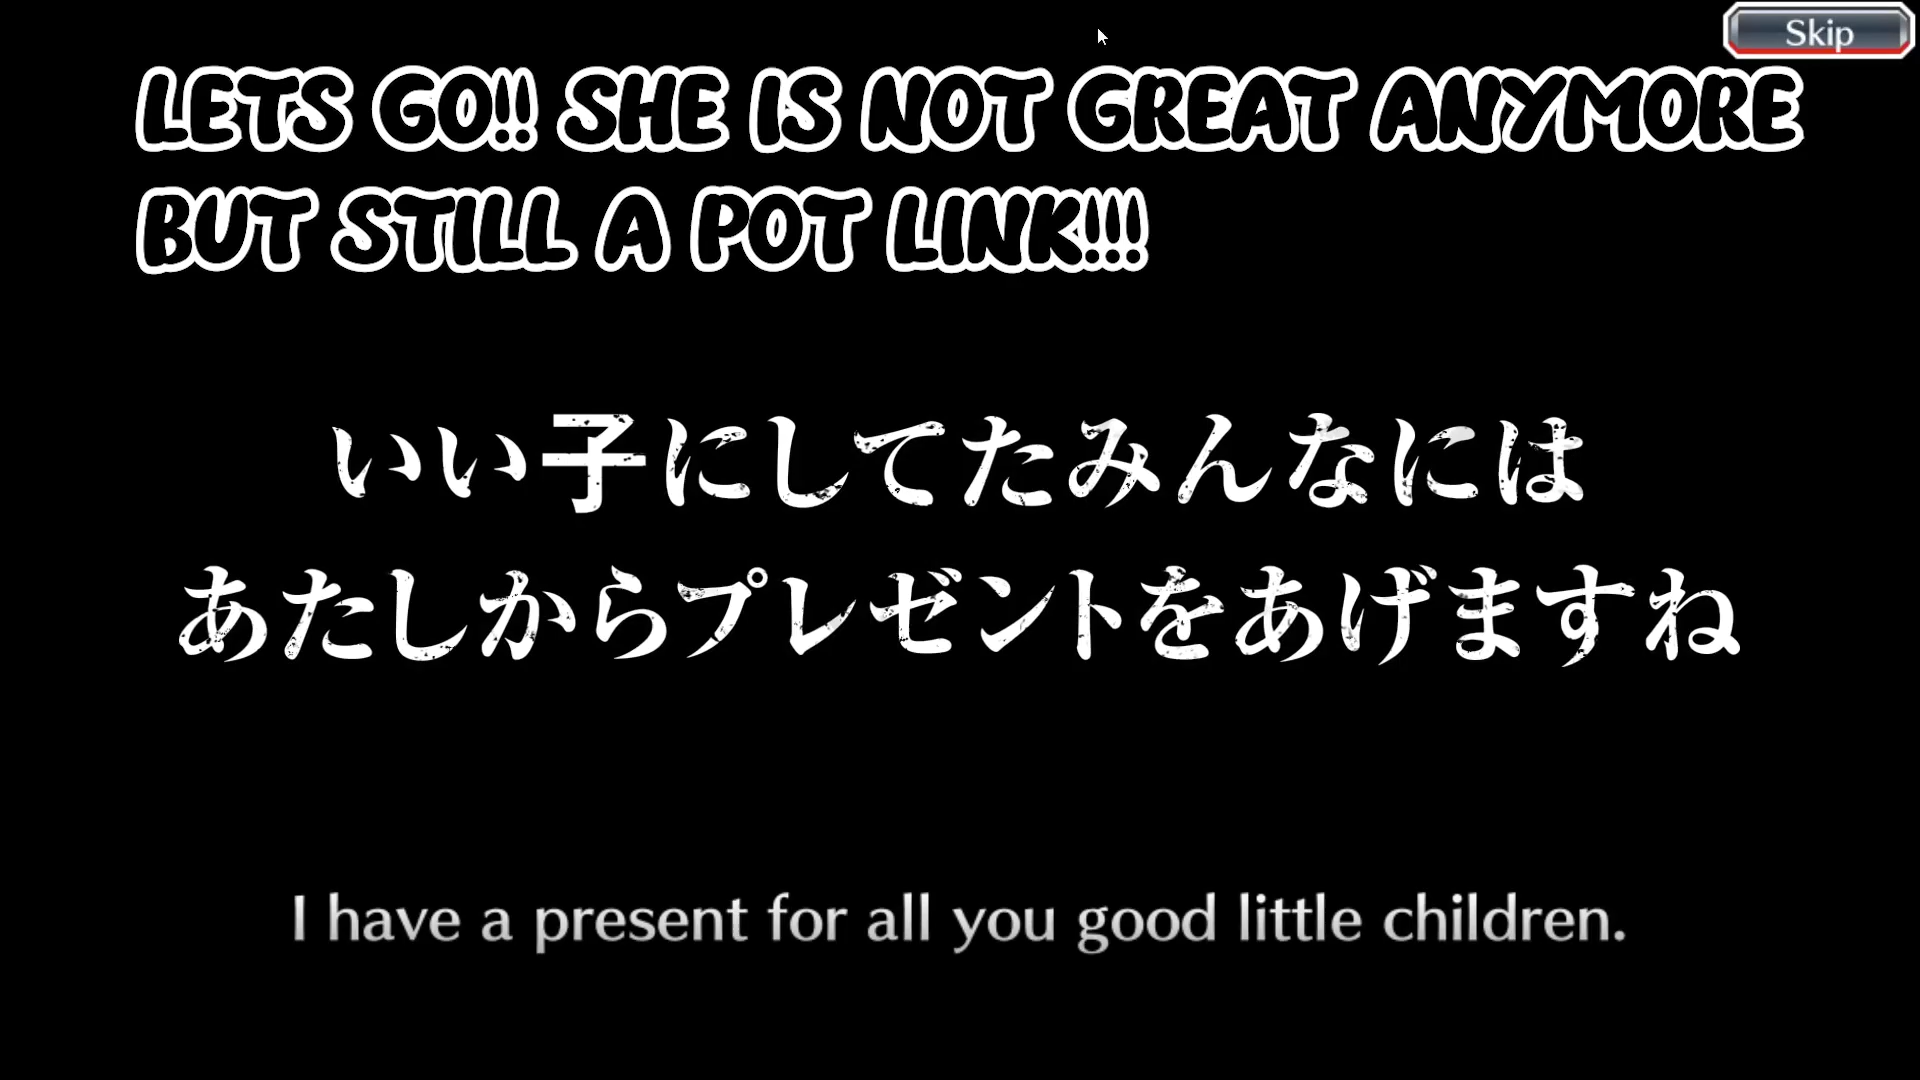 Skip
LETS GO!! SHE IS NOT GREAT ANYMORE
BUT STILL A POT LINK!!!
いい子にしてたみんなには
あたしからプレゼントをあげますね
I have a present for all you good little children.